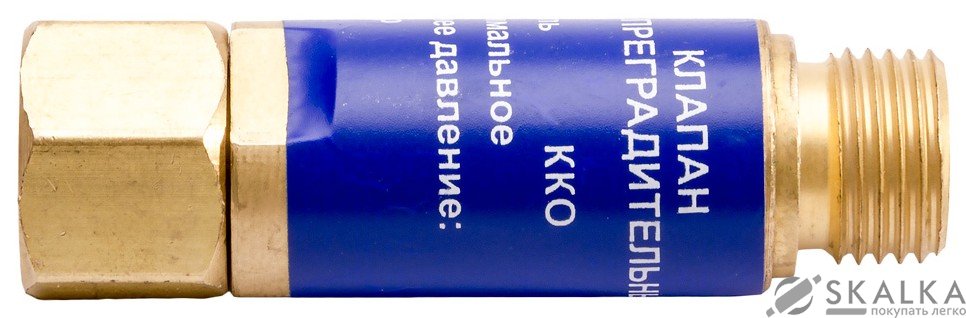 КЛАПАН
ПРЕГРАДИТЕЛЬН
ККО
мальное
ее давление:
SKALKA
покупать легко